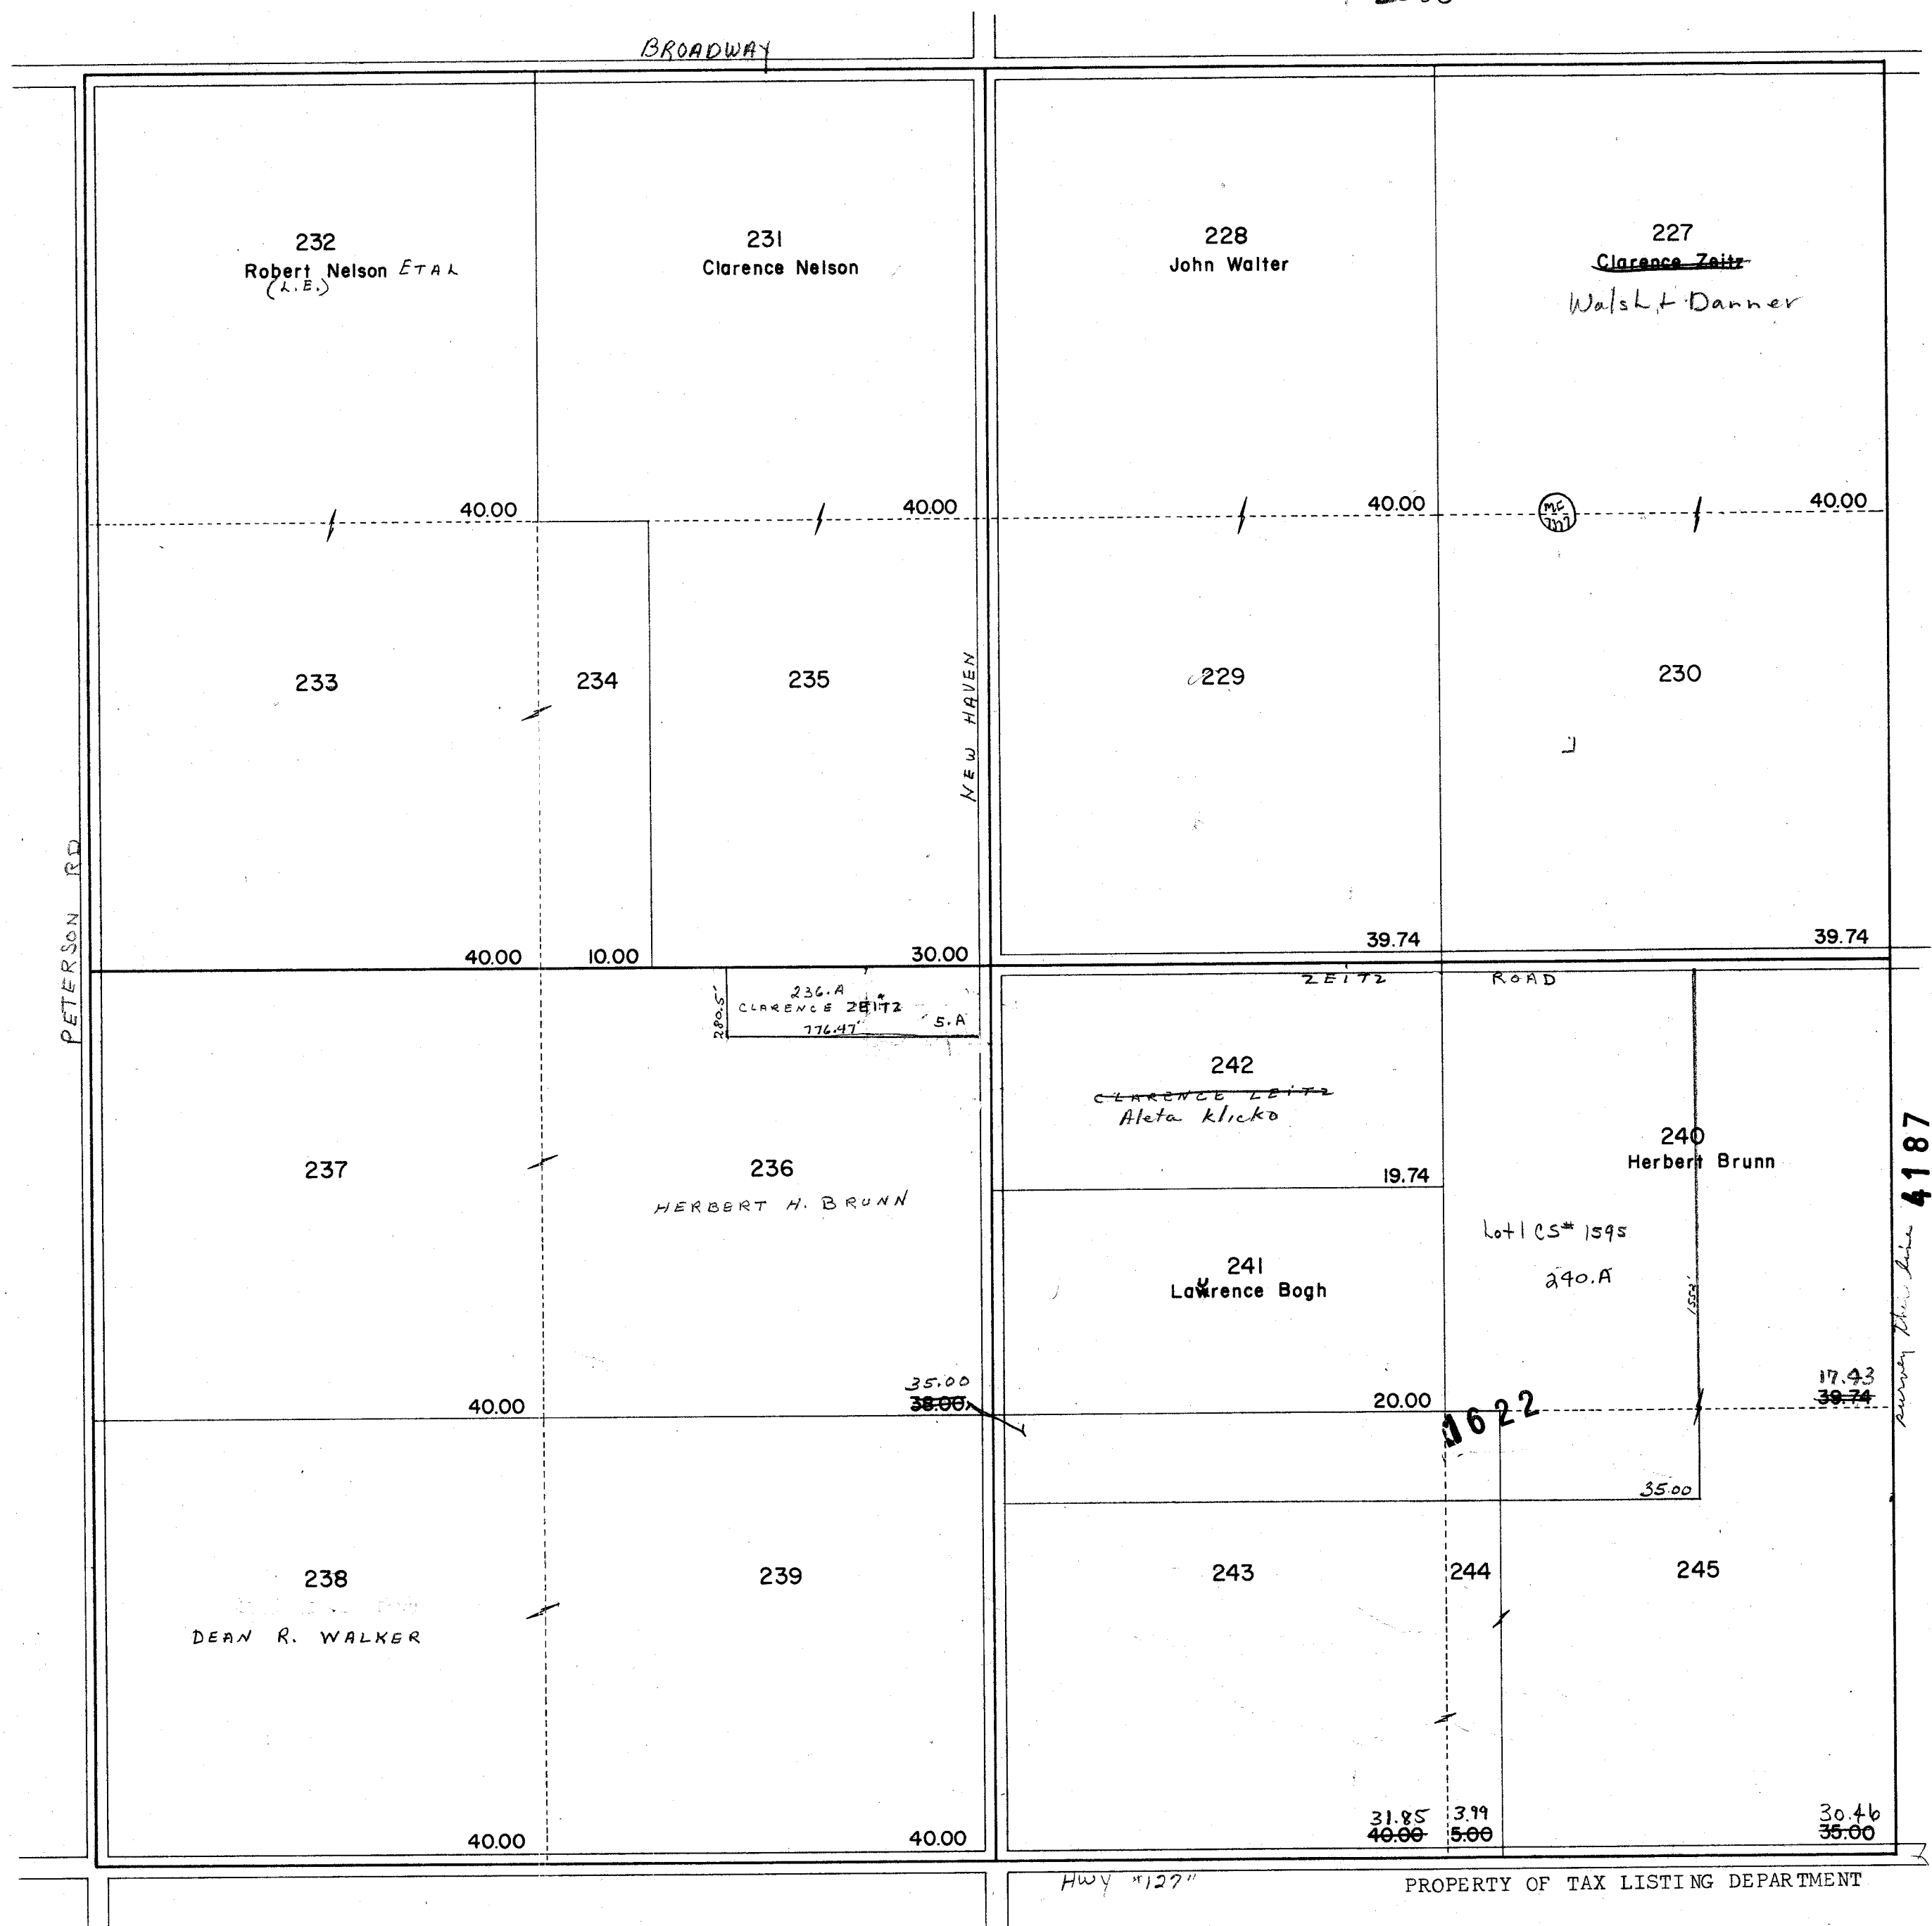 BROADWAY
232
Robert Nelson ETAL
(L.E.)
231
Clarence Nelson
228
John Walter
227
Clarence Zeitz
Walsh + Danner
40.00
40.00
40.00
MC
40.00
233
234
235
NEW HAVEN
229
230
PETERSON RD
40.00
10.00
30.00
39.74
39.74
ZEITZ ROAD
236.A
CLARENCE ZEITZ
776.47'
5.A
280.5'
242
CLARENCE ZEITZ
Aleta Klicko
19.74
240
Herbert Brunn
4187
survey this line
237
236
HERBERT H. BRUNN
Lot 1 CS# 1595
240.A
1552'
241
Lawrence Bogh
u
40.00
35.00
38.00
20.00
1622
17.43
39.74
35.00
238
DEAN R. WALKER
239
243
244
245
40.00
40.00
31.85
40.00
3.99
5.00
30.46
35.00
Hwy "127"
PROPERTY OF TAX LISTING DEPARTMENT